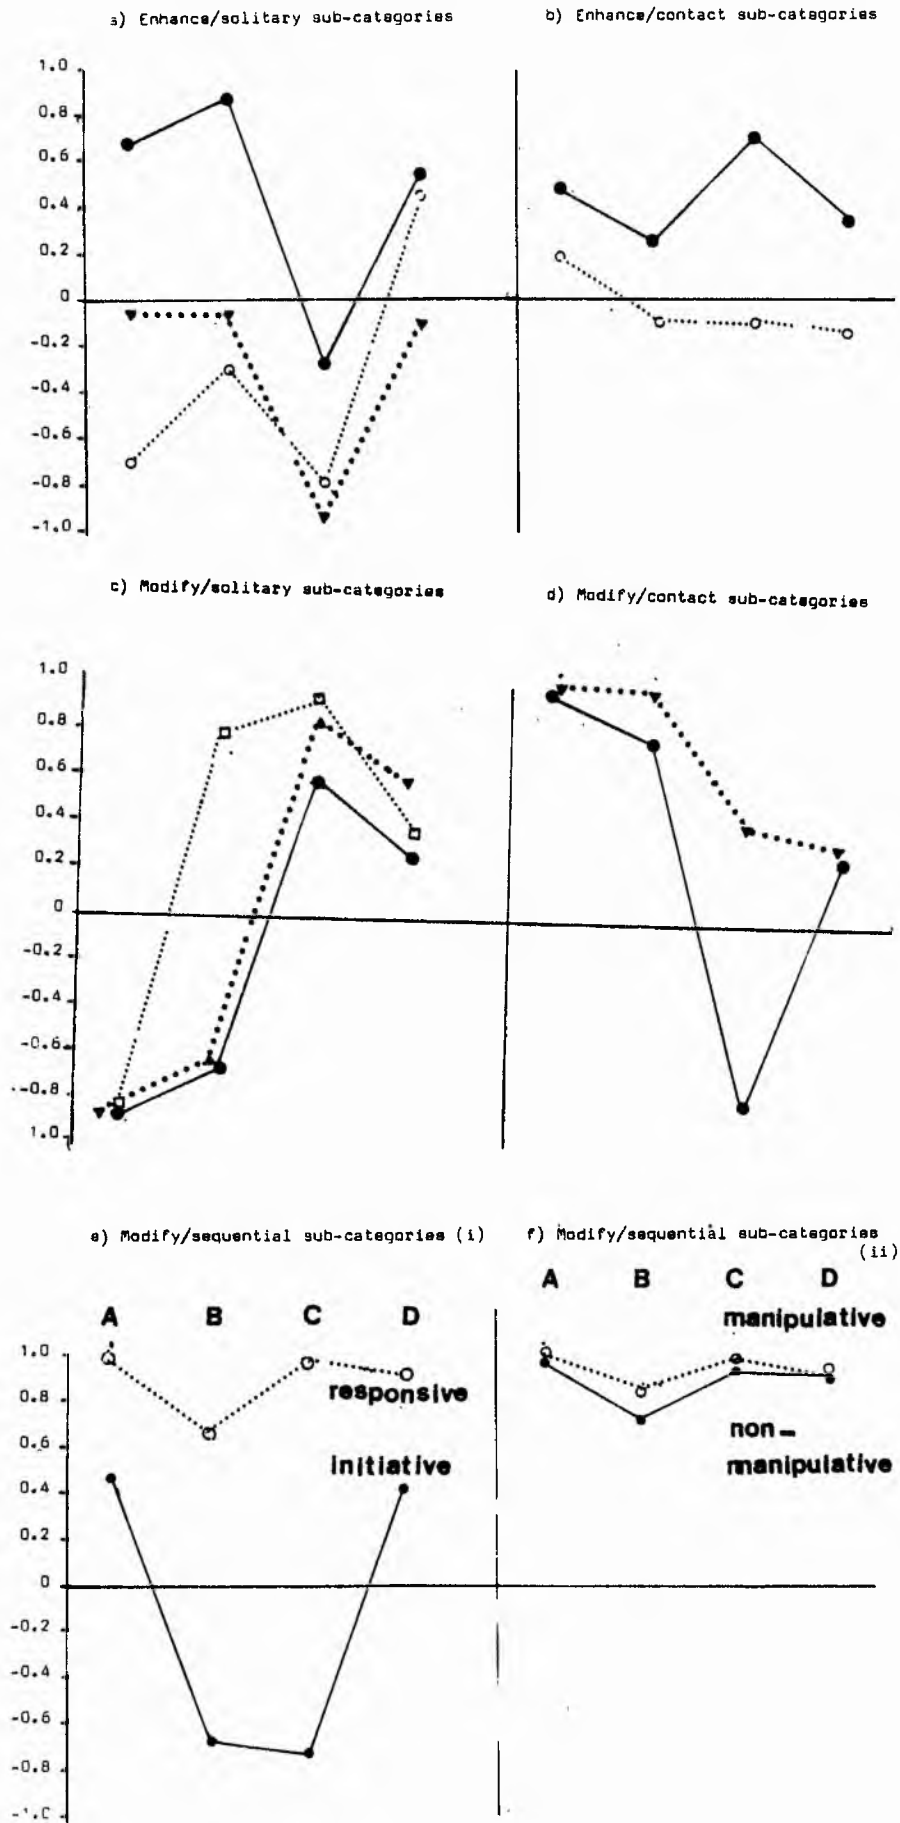 a) Enhance/solitary sub-categories
b) Enhance/contact sub-categories
1.0
0.8
0.6
0.4
0.2
0
-0.2
-0.4
-0.6
-0.8
-1.0
c) Modify/solitary sub-categories
d) Modify/contact sub-categories
1.0
0.8
0.6
0.4
0.2
0
-0.2
-0.4
-0.6
-0.8
1.0
e) Modify/sequential sub-categories (i)
f) Modify/sequential sub-categories
(ii)
A B C D
A B C D
manipulative
1.0
0.8
0.6
0.4
0.2
0
-0.2
-0.4
-0.6
-0.8
-1.0
responsive
initiative
non-
manipulative